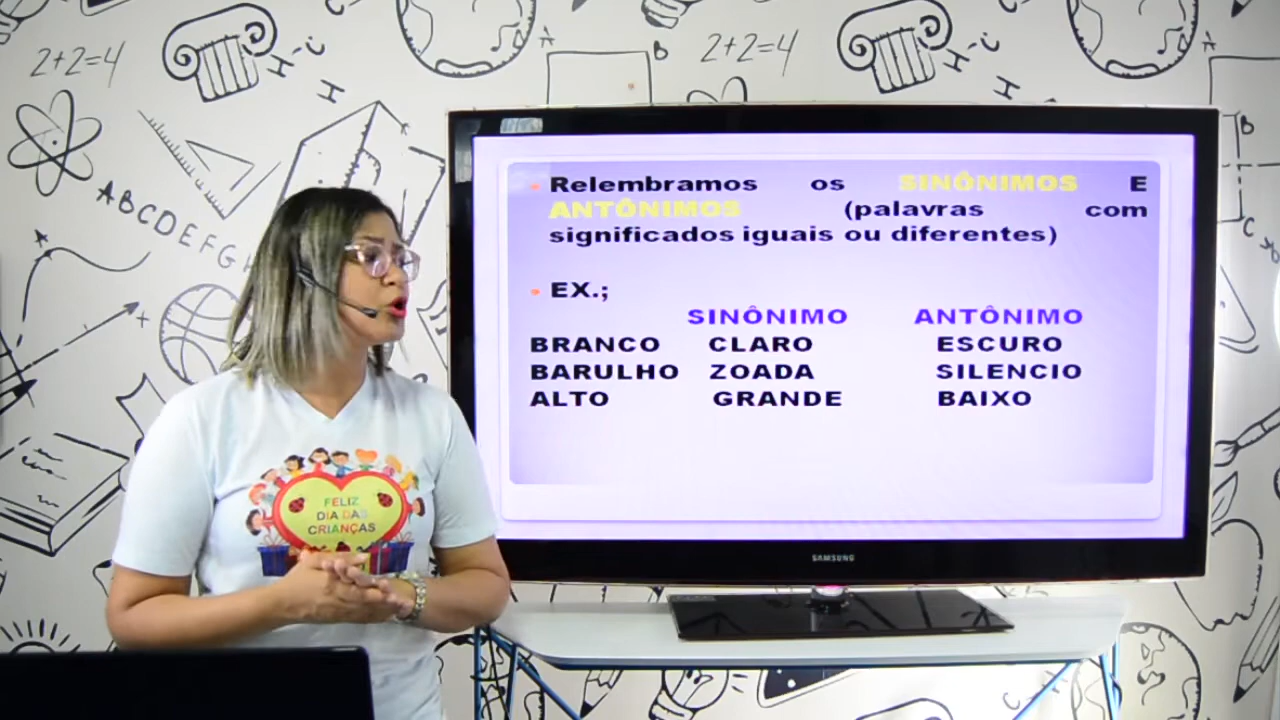 2+2=4
A
B
2+2=4
A
H-C
H
H-C
H
B
C
ABCDEFG
- Relembramos os SINÔNIMOS E
ANTÔNIMOS (palavras com
significados iguais ou diferentes)
- EX.;
SINÔNIMO ANTÔNIMO
BRANCO CLARO ESCURO
BARULHO ZOADA SILENCIO
ALTO GRANDE BAIXO
FELIZ
DIA DAS
CRIANÇAS
SAMSUNG